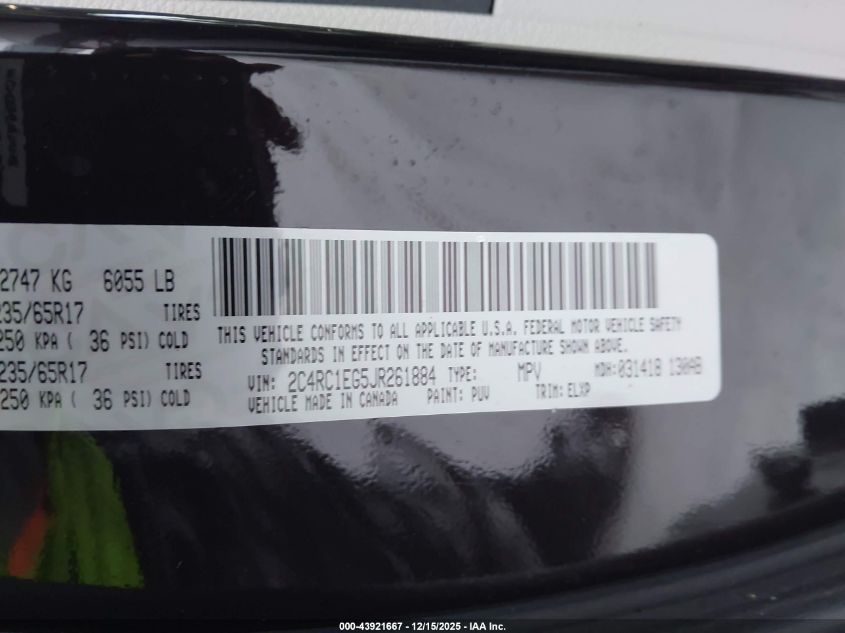 2747 KG 6055 LB
235/65R17 TIRES
250 KPA ( 36 PSI) COLD
235/65R17 TIRES
250 KPA ( 36 PSI) COLD
THIS VEHICLE CONFORMS TO ALL APPLICABLE U.S.A. FEDERAL MOTOR VEHICLE SAFETY
STANDARDS IN EFFECT ON THE DATE OF MANUFACTURE SHOWN ABOVE.
VIN: 2C4RC1EG5JR261884 TYPE: MPV MDH:031418 130AB
VEHICLE MADE IN CANADA PAINT: PUV TRIM: ELXP
000-43921667 - 12/15/2025 - IAA Inc.